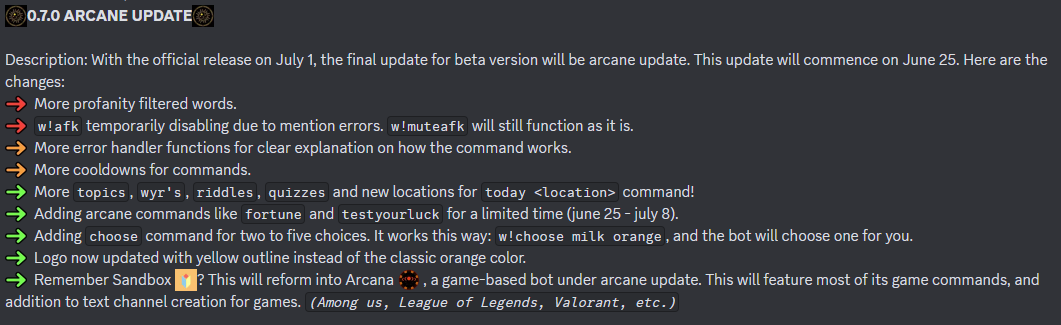 0.7.0 ARCANE UPDATE
Description: With the official release on July 1, the final update for beta version will be arcane update. This update will commence on June 25. Here are the
changes:
More profanity filtered words.
w!afk temporarily disabling due to mention errors. w!muteafk will still function as it is.
More error handler functions for clear explanation on how the command works.
More cooldowns for commands.
More topics, wyr's, riddles, quizzes and new locations for today <location> command!
Adding arcane commands like fortune and testyourluck for a limited time (june 25 - july 8).
Adding choose command for two to five choices. It works this way: w!choose milk orange, and the bot will choose one for you.
Logo now updated with yellow outline instead of the classic orange color.
Remember Sandbox ? This will reform into Arcana , a game-based bot under arcane update. This will feature most of its game commands, and
addition to text channel creation for games. (Among us, League of Legends, Valorant, etc.)